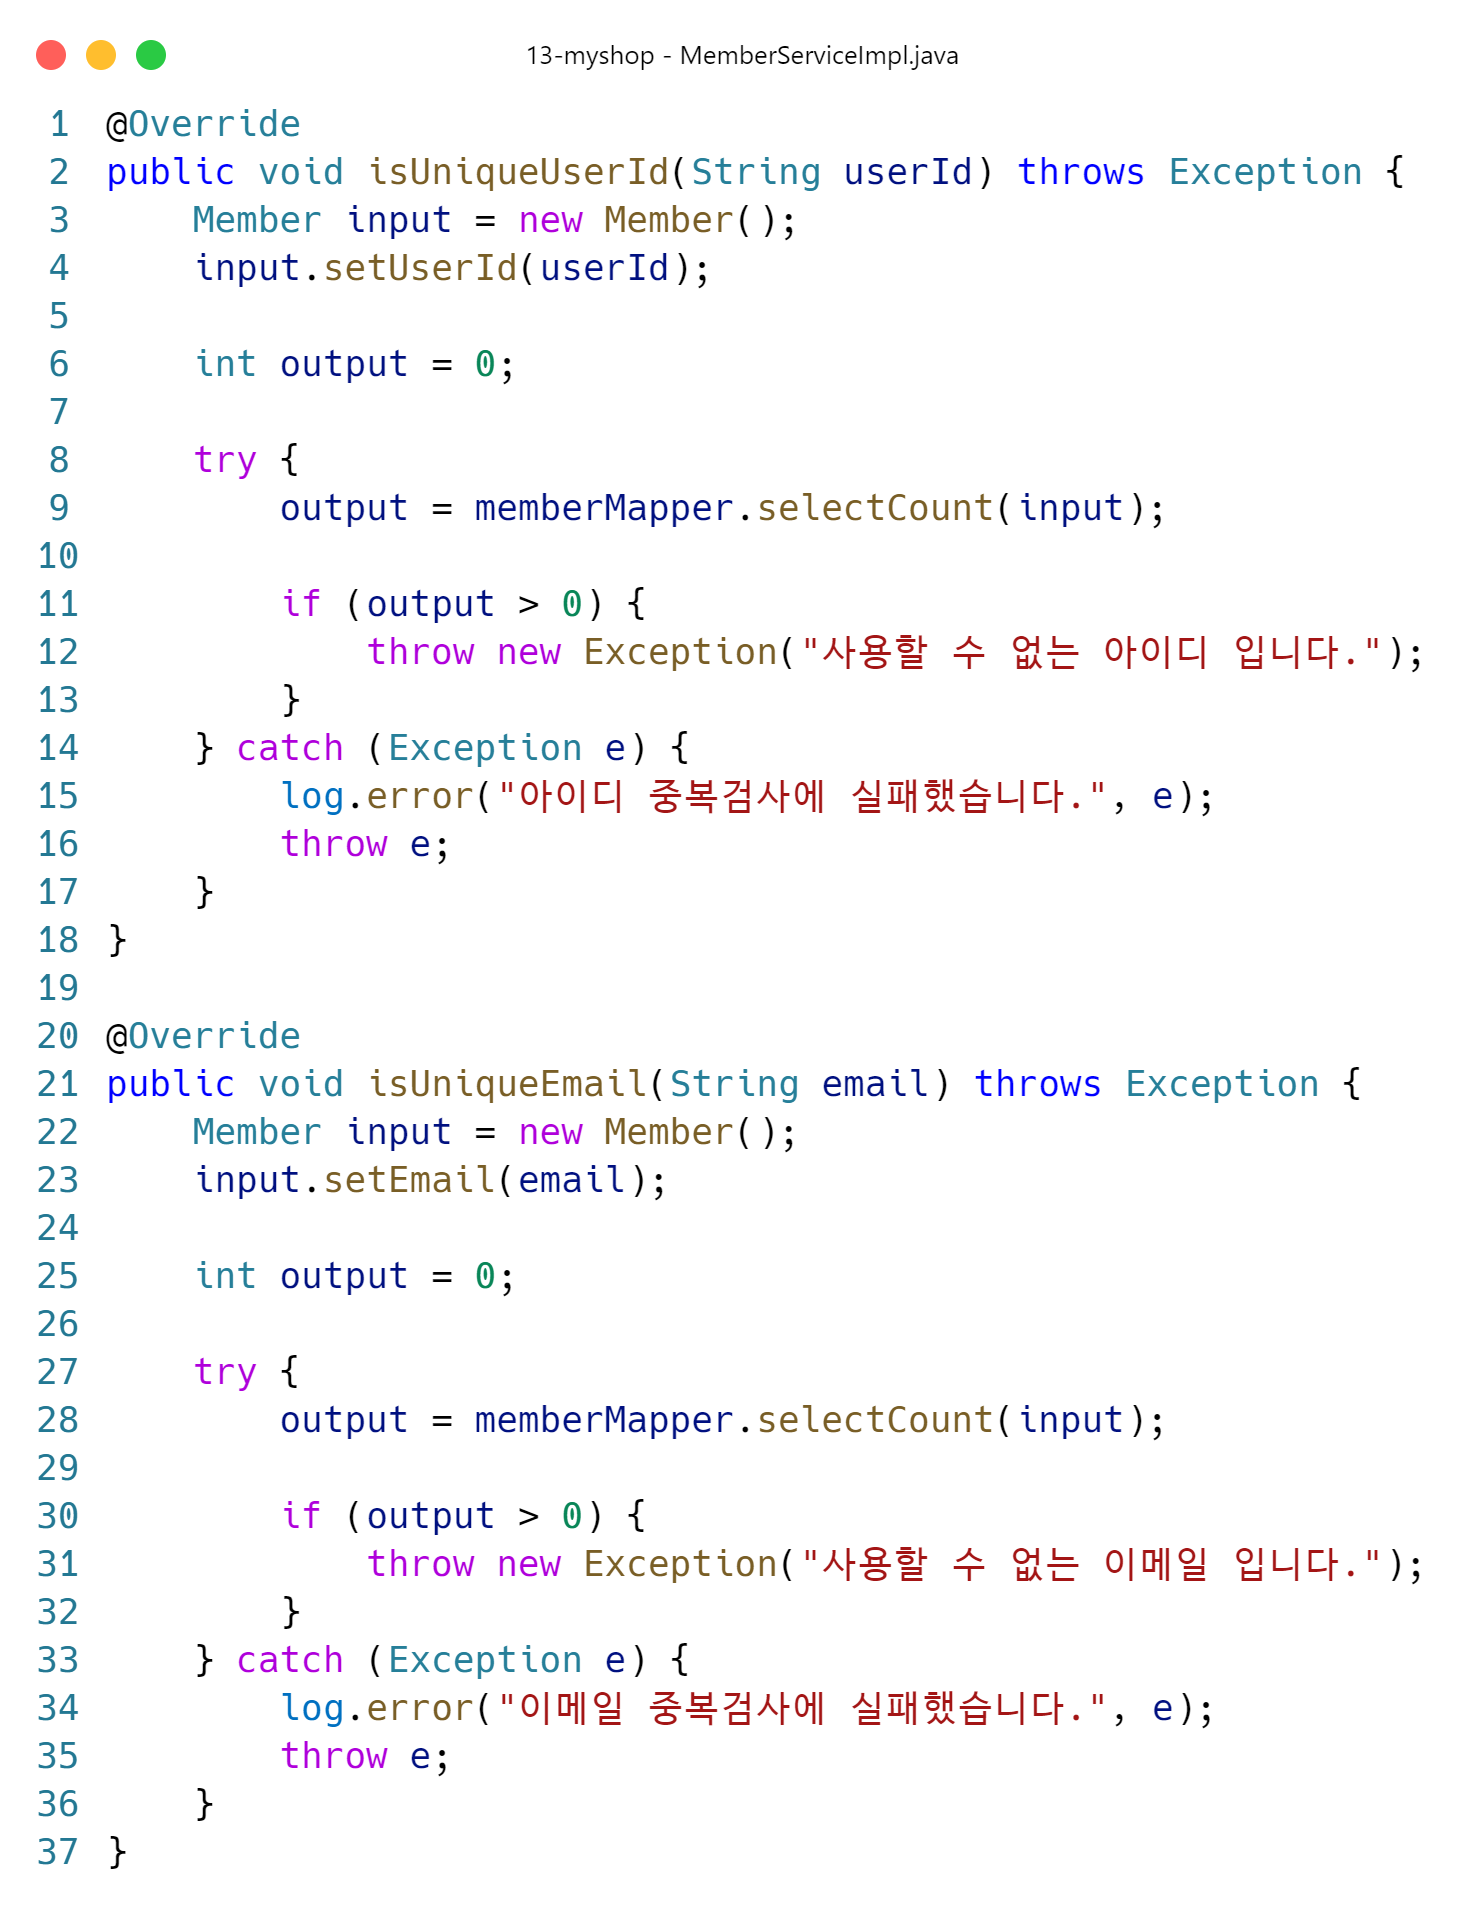 13-myshop - MemberServiceImpl.java
1 @Override
2 public void isUniqueUserId(String userId) throws Exception {
3     Member input = new Member();
4     input.setUserId(userId);
5
6     int output = 0;
7
8     try {
9         output = memberMapper.selectCount(input);
10
11         if (output > 0) {
12             throw new Exception("사용할 수 없는 아이디 입니다.");
13         }
14     } catch (Exception e) {
15         log.error("아이디 중복검사에 실패했습니다.", e);
16         throw e;
17     }
18 }
19
20 @Override
21 public void isUniqueEmail(String email) throws Exception {
22     Member input = new Member();
23     input.setEmail(email);
24
25     int output = 0;
26
27     try {
28         output = memberMapper.selectCount(input);
29
30         if (output > 0) {
31             throw new Exception("사용할 수 없는 이메일 입니다.");
32         }
33     } catch (Exception e) {
34         log.error("이메일 중복검사에 실패했습니다.", e);
35         throw e;
36     }
37 }